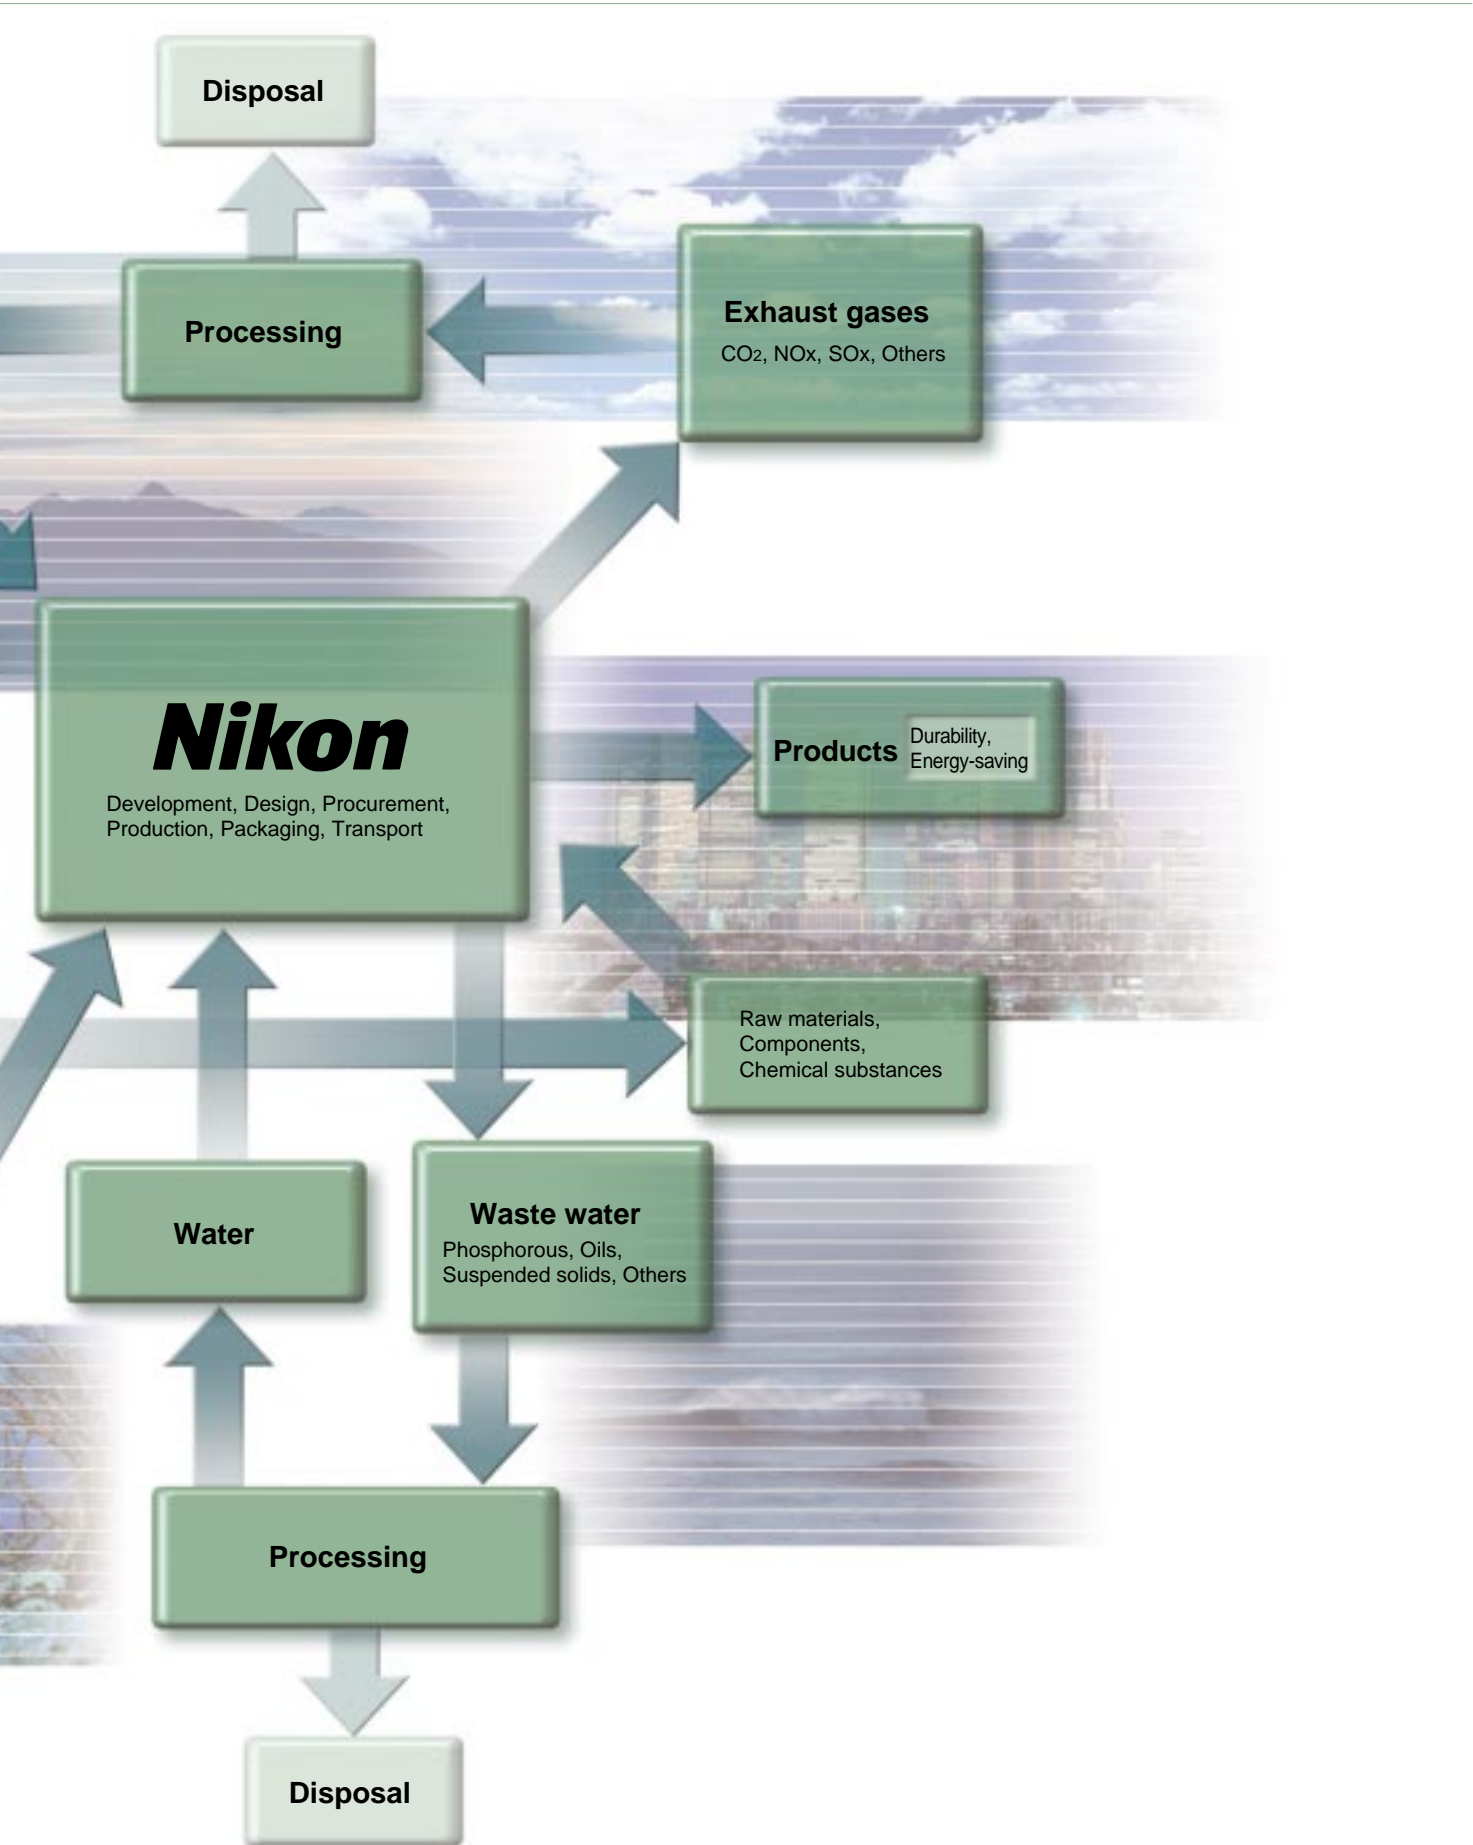 Disposal
Processing
Exhaust gases
CO2, NOx, SOx, Others
Nikon
Development, Design, Procurement,
Production, Packaging, Transport
Products
Durability,
Energy-saving
Raw materials,
Components,
Chemical substances
Water
Waste water
Phosphorous, Oils,
Suspended solids, Others
Processing
Disposal